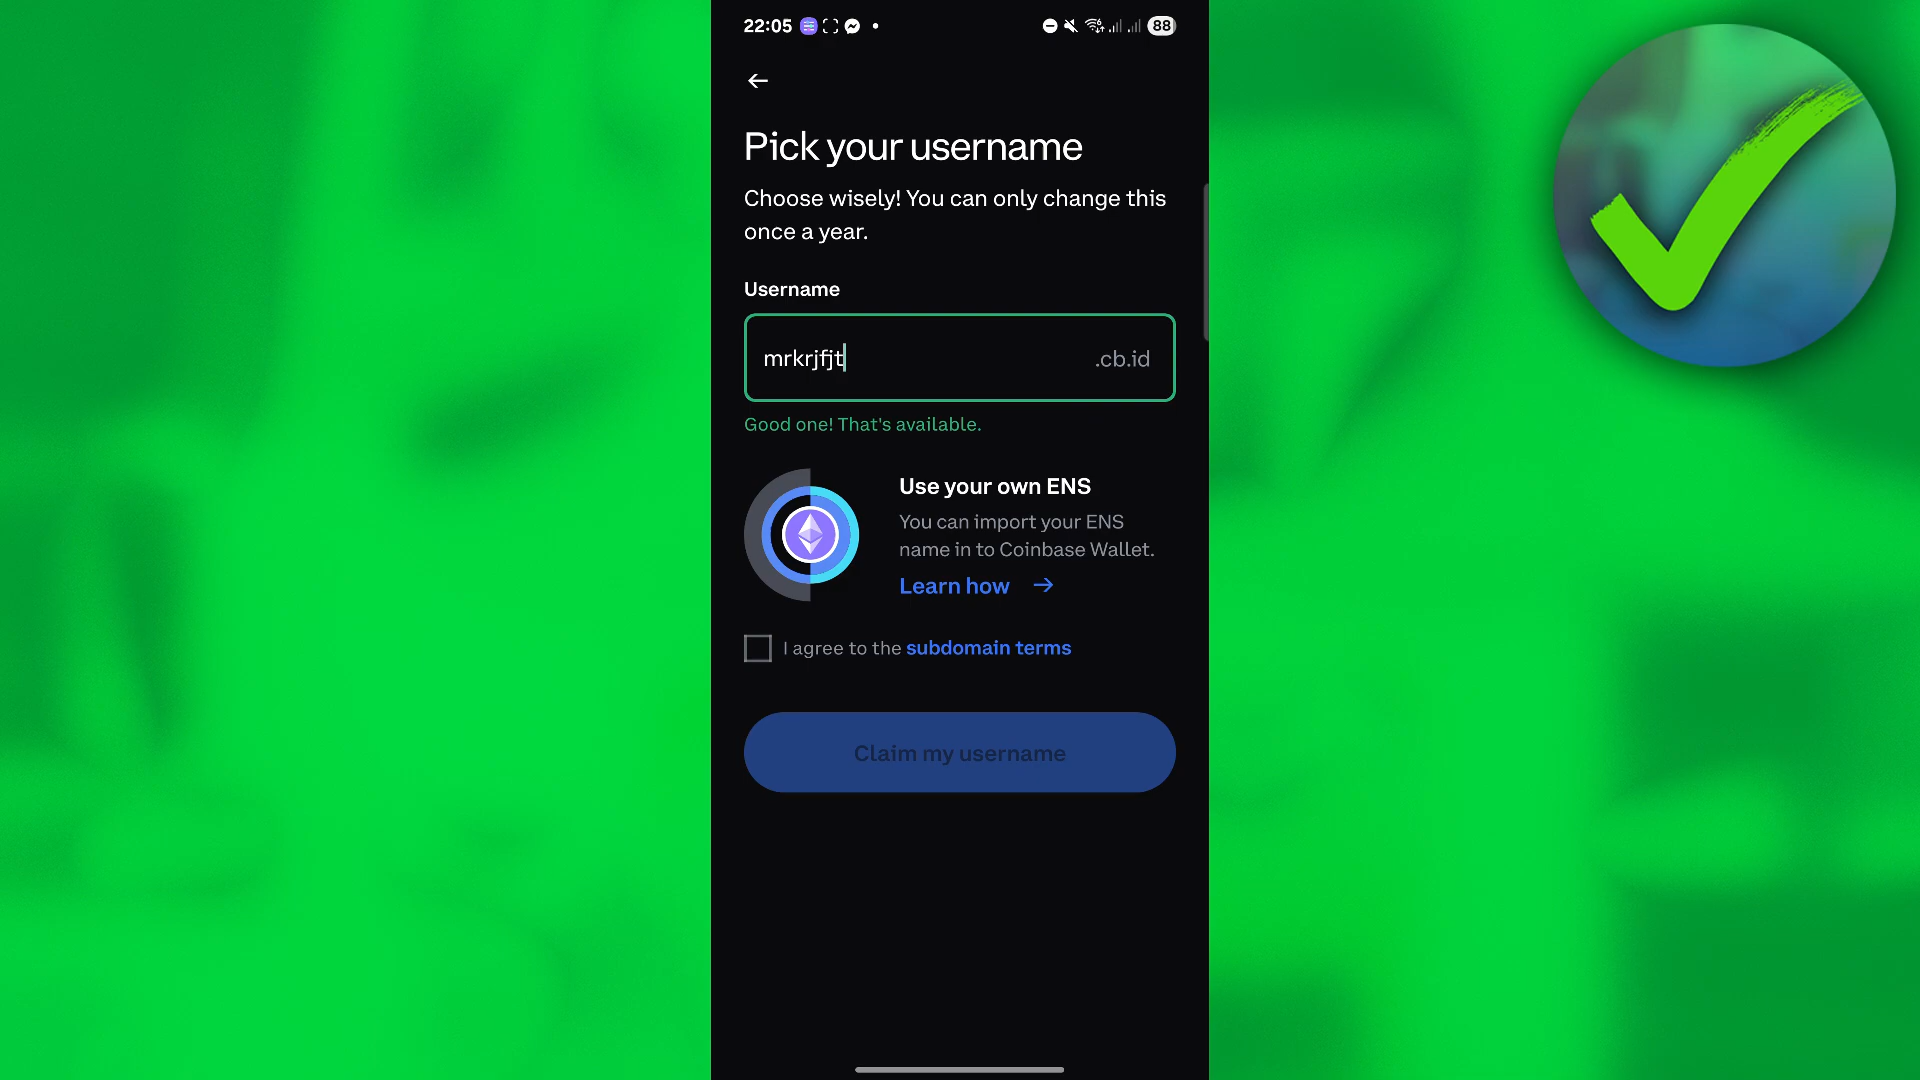 22:05
88
Pick your username
Choose wisely! You can only change this
once a year.
Username
mrkrjfjt
.cb.id
Good one! That's available.
Use your own ENS
You can import your ENS
name in to Coinbase Wallet.
Learn how →
I agree to the subdomain terms
Claim my username